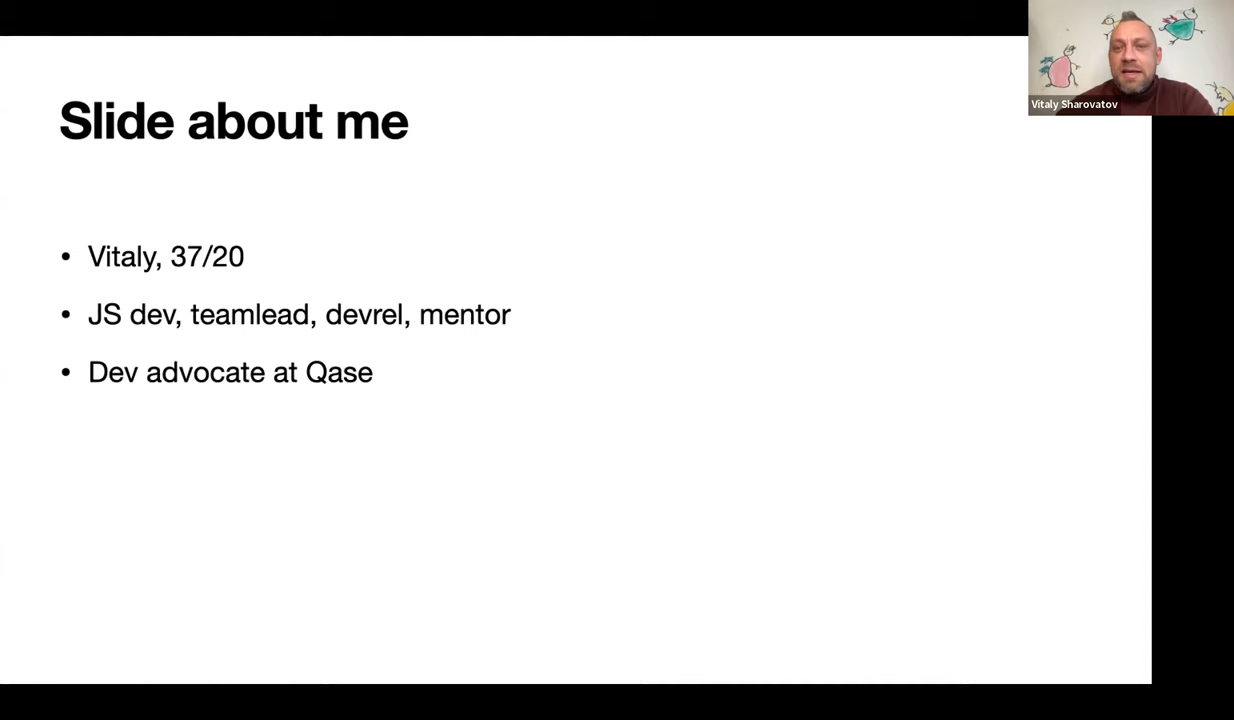 Slide about me
• Vitaly, 37/20
• JS dev, teamlead, devrel, mentor
• Dev advocate at Qase
Vitaly Sharovatov